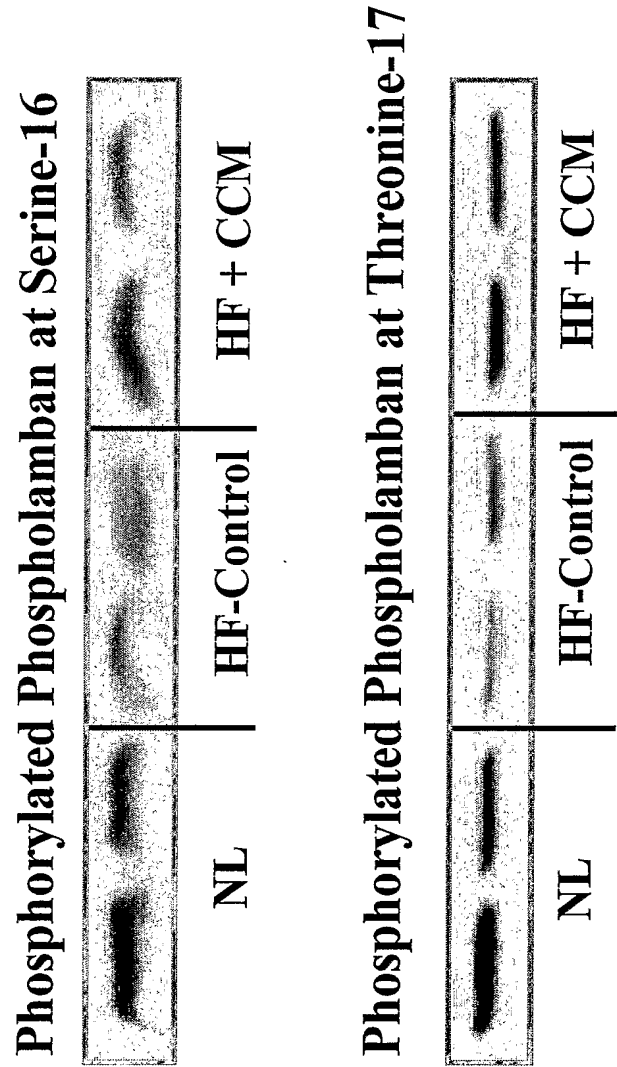 Phosphorylated Phospholamban at Serine-16
NL HF-Control HF + CCM
Phosphorylated Phospholamban at Threonine-17
NL HF-Control HF + CCM